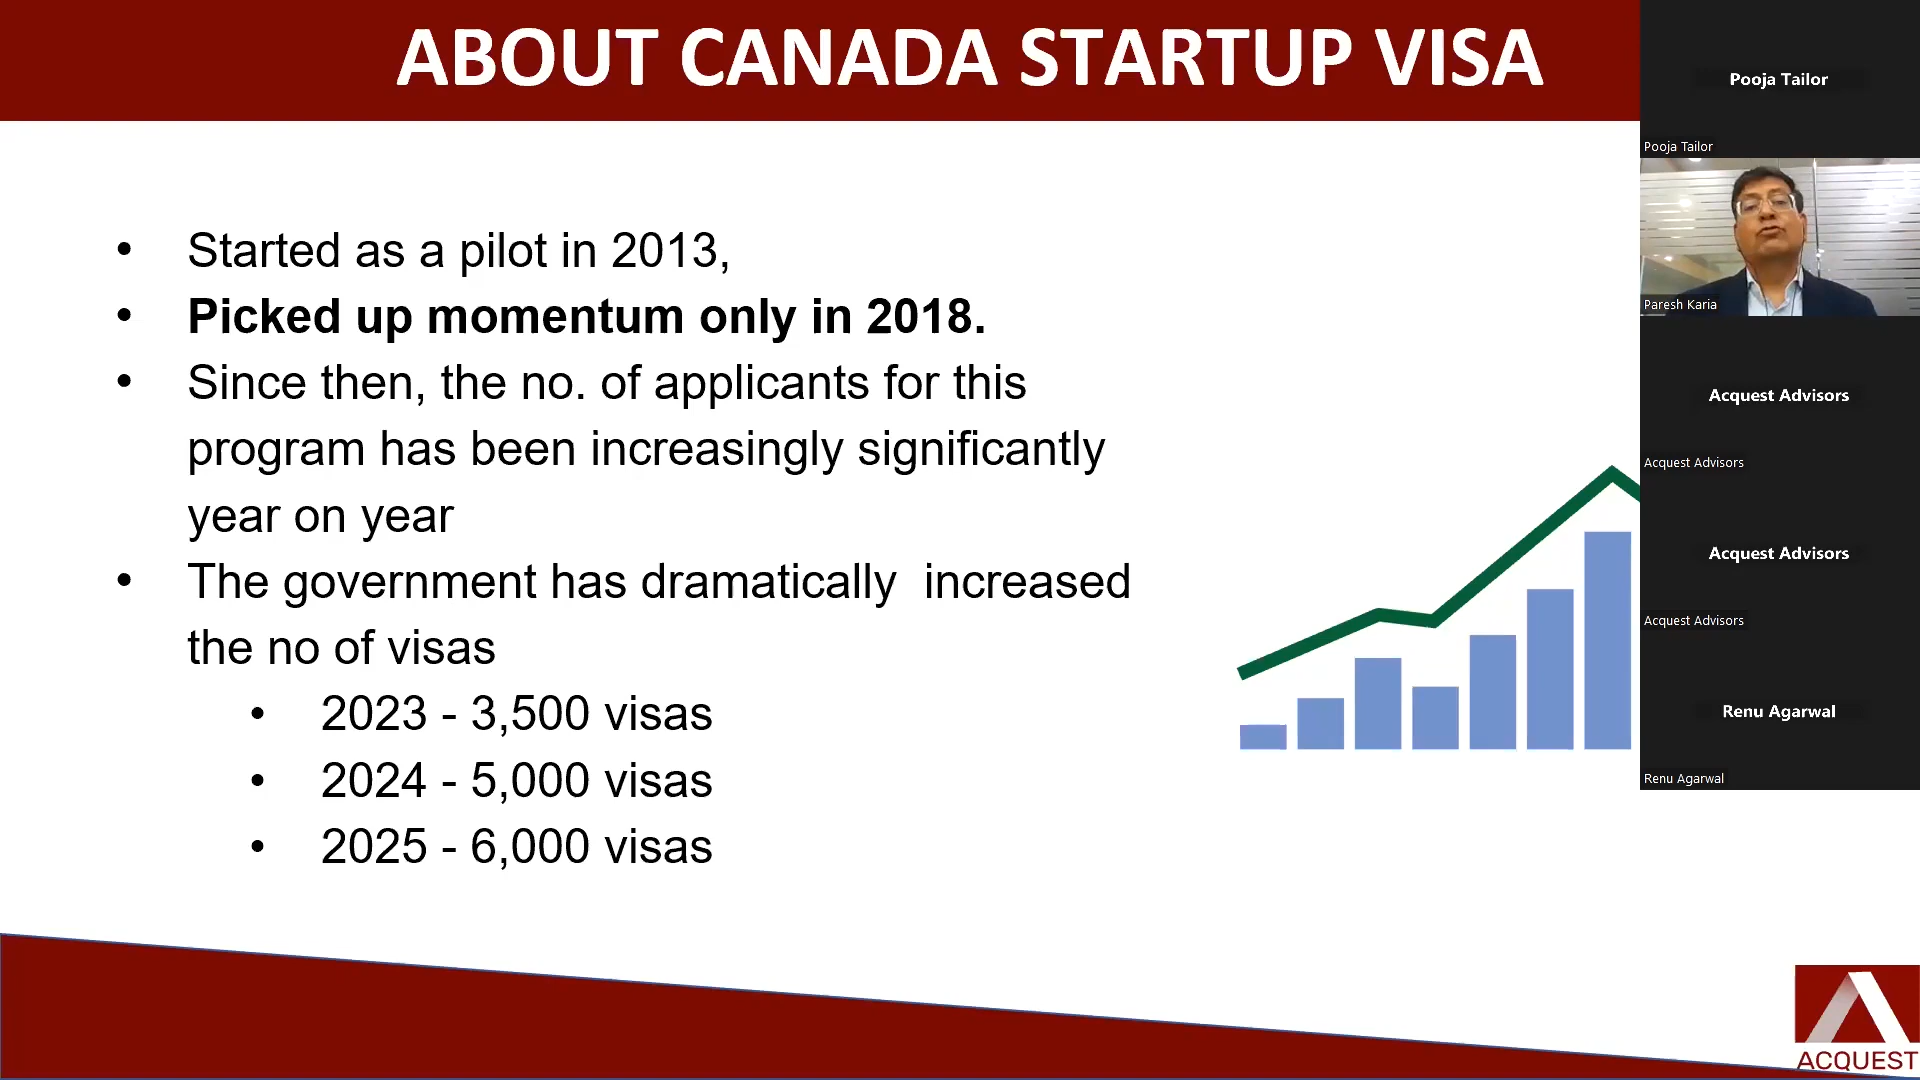 ABOUT CANADA STARTUP VISA
• Started as a pilot in 2013,
• Picked up momentum only in 2018.
• Since then, the no. of applicants for this
program has been increasingly significantly
year on year
• The government has dramatically  increased
the no of visas
• 2023 - 3,500 visas
• 2024 - 5,000 visas
• 2025 - 6,000 visas
Pooja Tailor
Pooja Tailor
Paresh Karia
Acquest Advisors
Acquest Advisors
Acquest Advisors
Acquest Advisors
Renu Agarwal
Renu Agarwal
ACQUEST